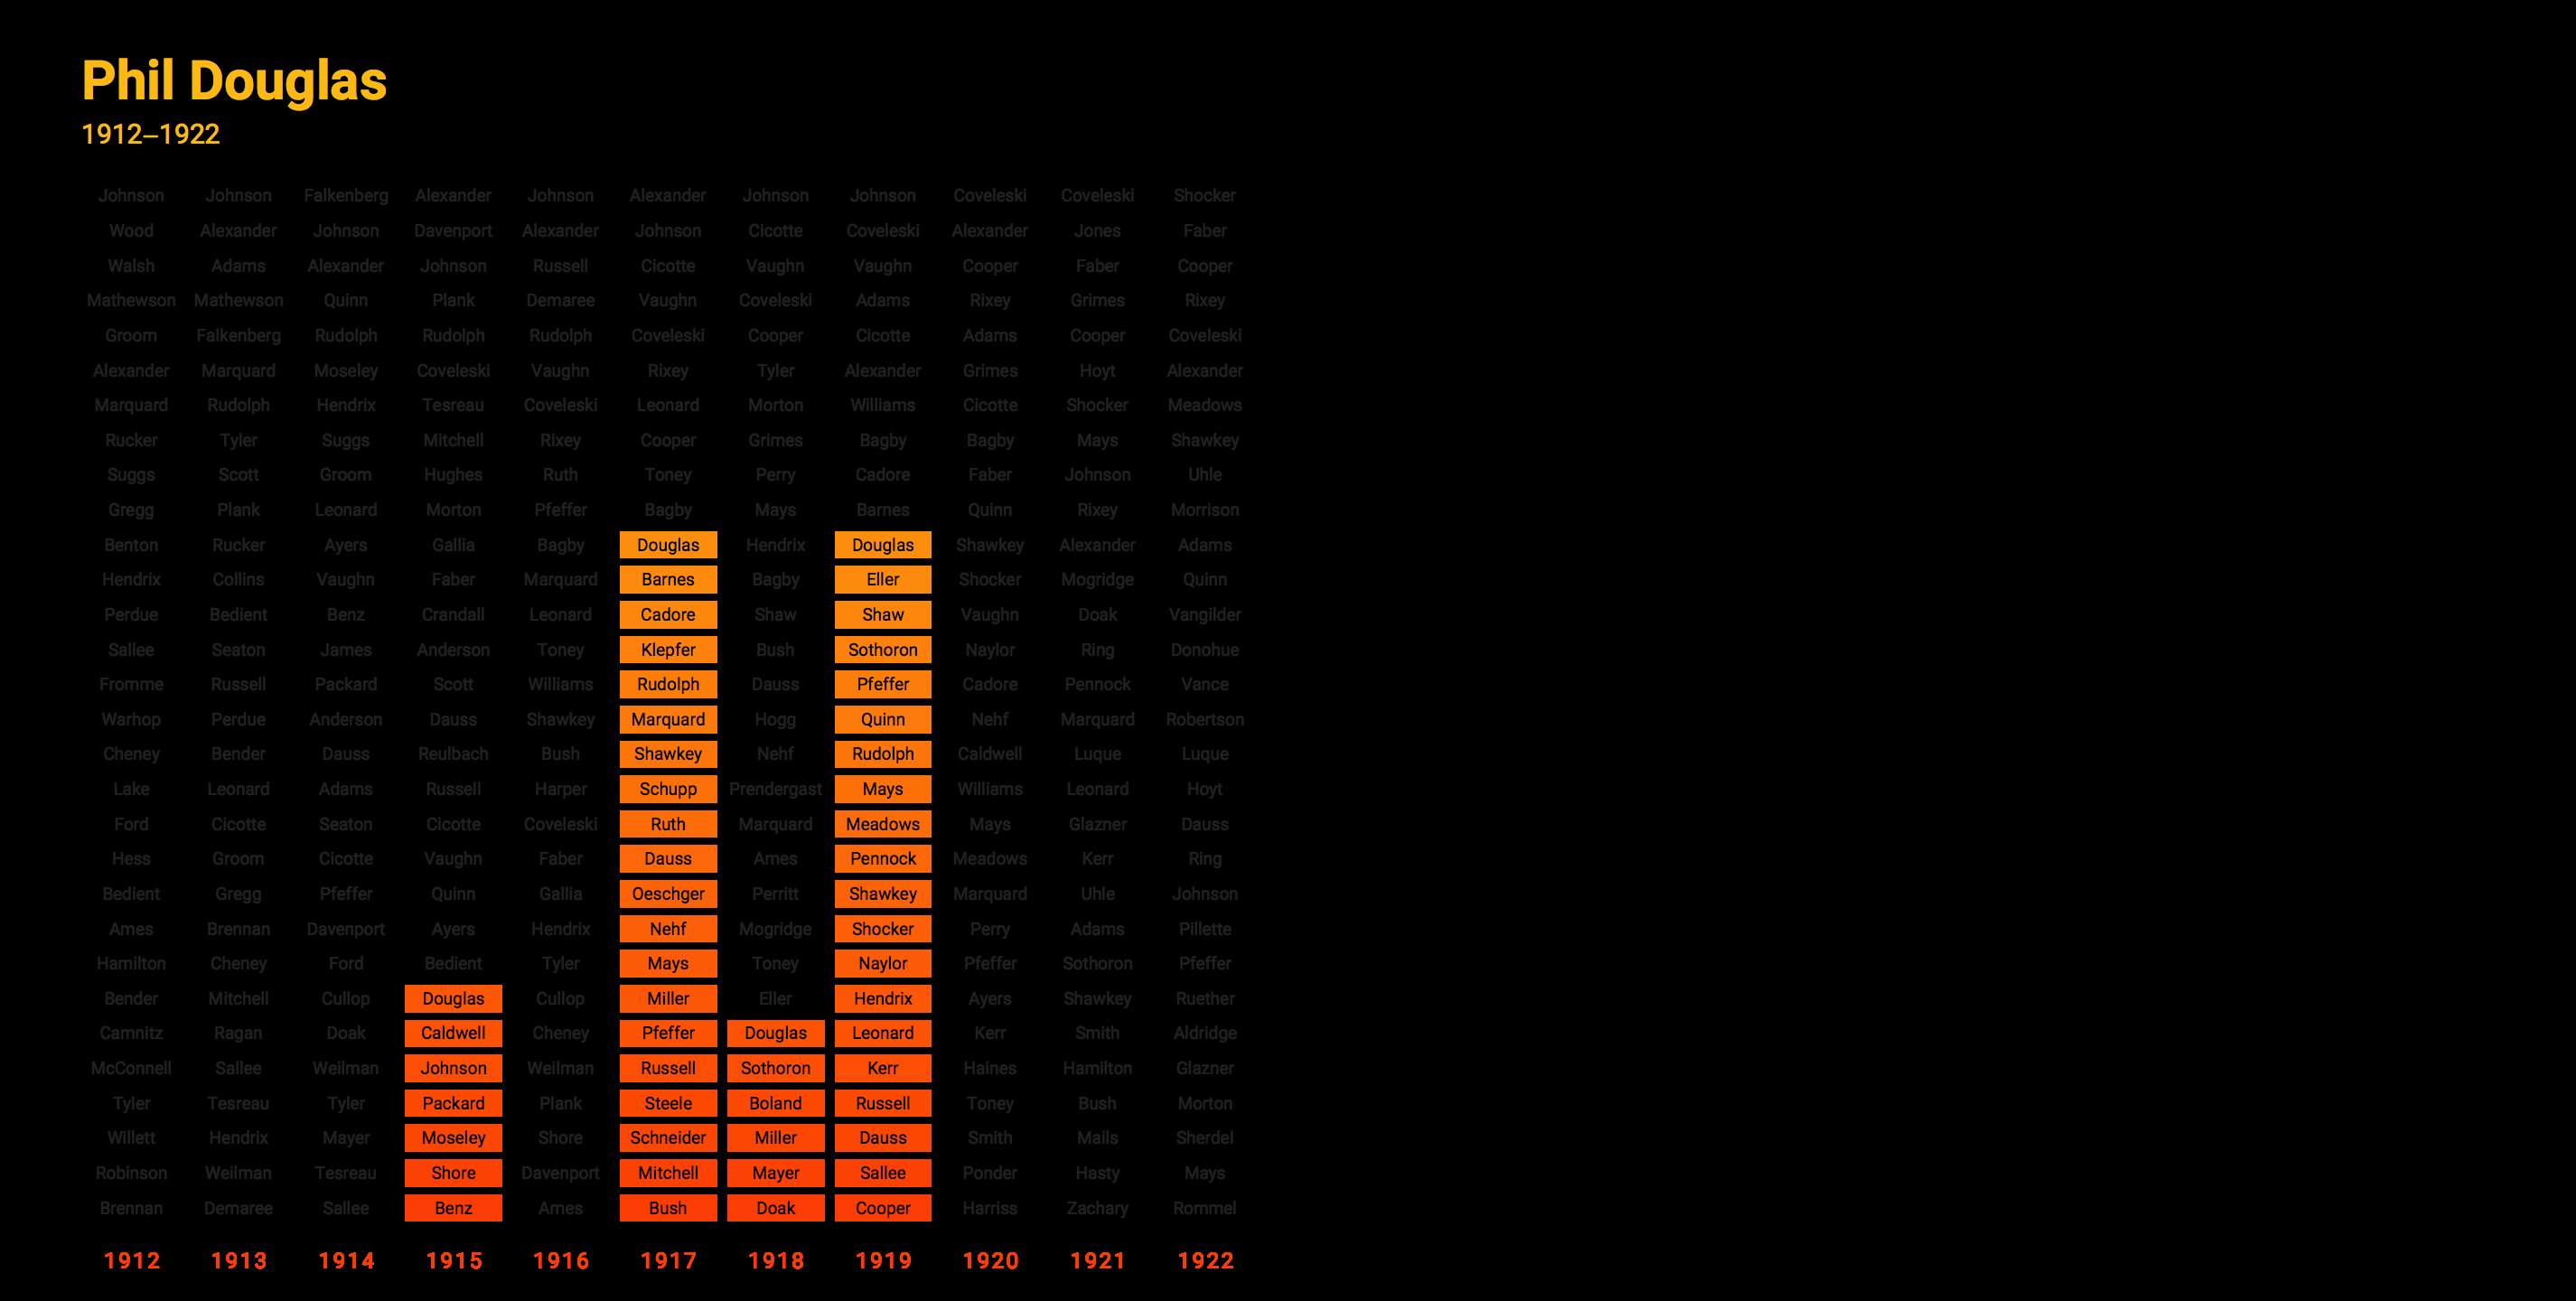 Phil Douglas
1912–1922
Johnson Johnson Falkenberg Alexander Johnson Alexander Johnson Johnson Coveleski Coveleski Shocker
Wood Alexander Johnson Davenport Alexander Johnson Cicotte Coveleski Alexander Jones Faber
Walsh Adams Alexander Johnson Russell Cicotte Vaughn Vaughn Cooper Faber Cooper
Mathewson Mathewson Quinn Plank Demaree Vaughn Coveleski Adams Rixey Grimes Rixey
Groom Falkenberg Rudolph Rudolph Rudolph Coveleski Cooper Cicotte Adams Cooper Coveleski
Alexander Marquard Moseley Coveleski Vaughn Rixey Tyler Alexander Grimes Hoyt Alexander
Marquard Rudolph Hendrix Tesreau Coveleski Leonard Morton Williams Cicotte Shocker Meadows
Rucker Tyler Suggs Mitchell Rixey Cooper Grimes Bagby Bagby Mays Shawkey
Suggs Scott Groom Hughes Ruth Toney Perry Cadore Faber Johnson Uhle
Gregg Plank Leonard Morton Pfeffer Bagby Mays Barnes Quinn Rixey Morrison
Benton Rucker Ayers Gallia Bagby Douglas Hendrix Douglas Shawkey Alexander Adams
Hendrix Collins Vaughn Faber Marquard Barnes Bagby Eller Shocker Mogridge Quinn
Perdue Bedient Benz Crandall Leonard Cadore Shaw Shaw Vaughn Doak Vangilder
Sallee Seaton James Anderson Toney Klepfer Bush Sothoron Naylor Ring Donohue
Fromme Russell Packard Scott Williams Rudolph Dauss Pfeffer Cadore Pennock Vance
Warhop Perdue Anderson Dauss Shawkey Marquard Hogg Quinn Nehf Marquard Robertson
Cheney Bender Dauss Reulbach Bush Shawkey Nehf Rudolph Caldwell Luque Luque
Lake Leonard Adams Russell Harper Schupp Prendergast Mays Williams Leonard Hoyt
Ford Cicotte Seaton Cicotte Coveleski Ruth Marquard Meadows Mays Glazner Dauss
Hess Groom Cicotte Vaughn Faber Dauss Ames Pennock Meadows Kerr Ring
Bedient Gregg Pfeffer Quinn Gallia Oeschger Perritt Shawkey Marquard Uhle Johnson
Ames Brennan Davenport Ayers Hendrix Nehf Mogridge Shocker Perry Adams Pillette
Hamilton Cheney Ford Bedient Tyler Mays Toney Naylor Pfeffer Sothoron Pfeffer
Bender Mitchell Cullop Douglas Cullop Miller Eller Hendrix Ayers Shawkey Ruether
Camnitz Ragan Doak Caldwell Cheney Pfeffer Douglas Leonard Kerr Smith Aldridge
McConnell Sallee Weilman Johnson Weilman Russell Sothoron Kerr Haines Hamilton Glazner
Tyler Tesreau Tyler Packard Plank Steele Boland Russell Toney Bush Morton
Willett Hendrix Mayer Moseley Shore Schneider Miller Dauss Smith Mails Sherdel
Robinson Weilman Tesreau Shore Davenport Mitchell Mayer Sallee Ponder Hasty Mays
Brennan Demaree Sallee Benz Ames Bush Doak Cooper Harriss Zachary Rommel
1912 1913 1914 1915 1916 1917 1918 1919 1920 1921 1922